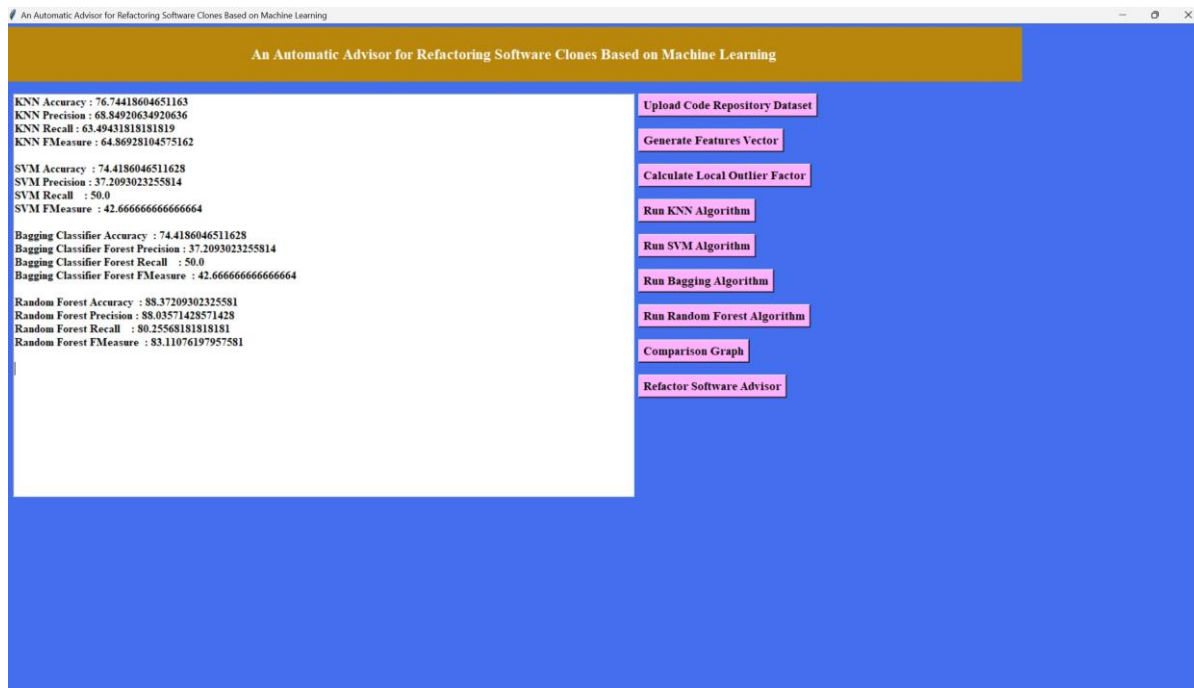 An Automatic Advisor for Refactoring Software Clones Based on Machine Learning
An Automatic Advisor for Refactoring Software Clones Based on Machine Learning
KNN Accuracy : 76.74418604651163
KNN Precision : 68.84920634920636
KNN Recall : 63.49431818181819
KNN FMeasure : 64.86928104575162
SVM Accuracy : 74.4186046511628
SVM Precision : 37.2093023255814
SVM Recall : 50.0
SVM FMeasure : 42.666666666666664
Bagging Classifier Accuracy : 74.4186046511628
Bagging Classifier Forest Precision : 37.2093023255814
Bagging Classifier Forest Recall : 50.0
Bagging Classifier Forest FMeasure : 42.666666666666664
Random Forest Accuracy : 88.37209302325581
Random Forest Precision : 88.03571428571428
Random Forest Recall : 80.25568181818181
Random Forest FMeasure : 83.11076197957581
Upload Code Repository Dataset
Generate Features Vector
Calculate Local Outlier Factor
Run KNN Algorithm
Run SVM Algorithm
Run Bagging Algorithm
Run Random Forest Algorithm
Comparison Graph
Refactor Software Advisor